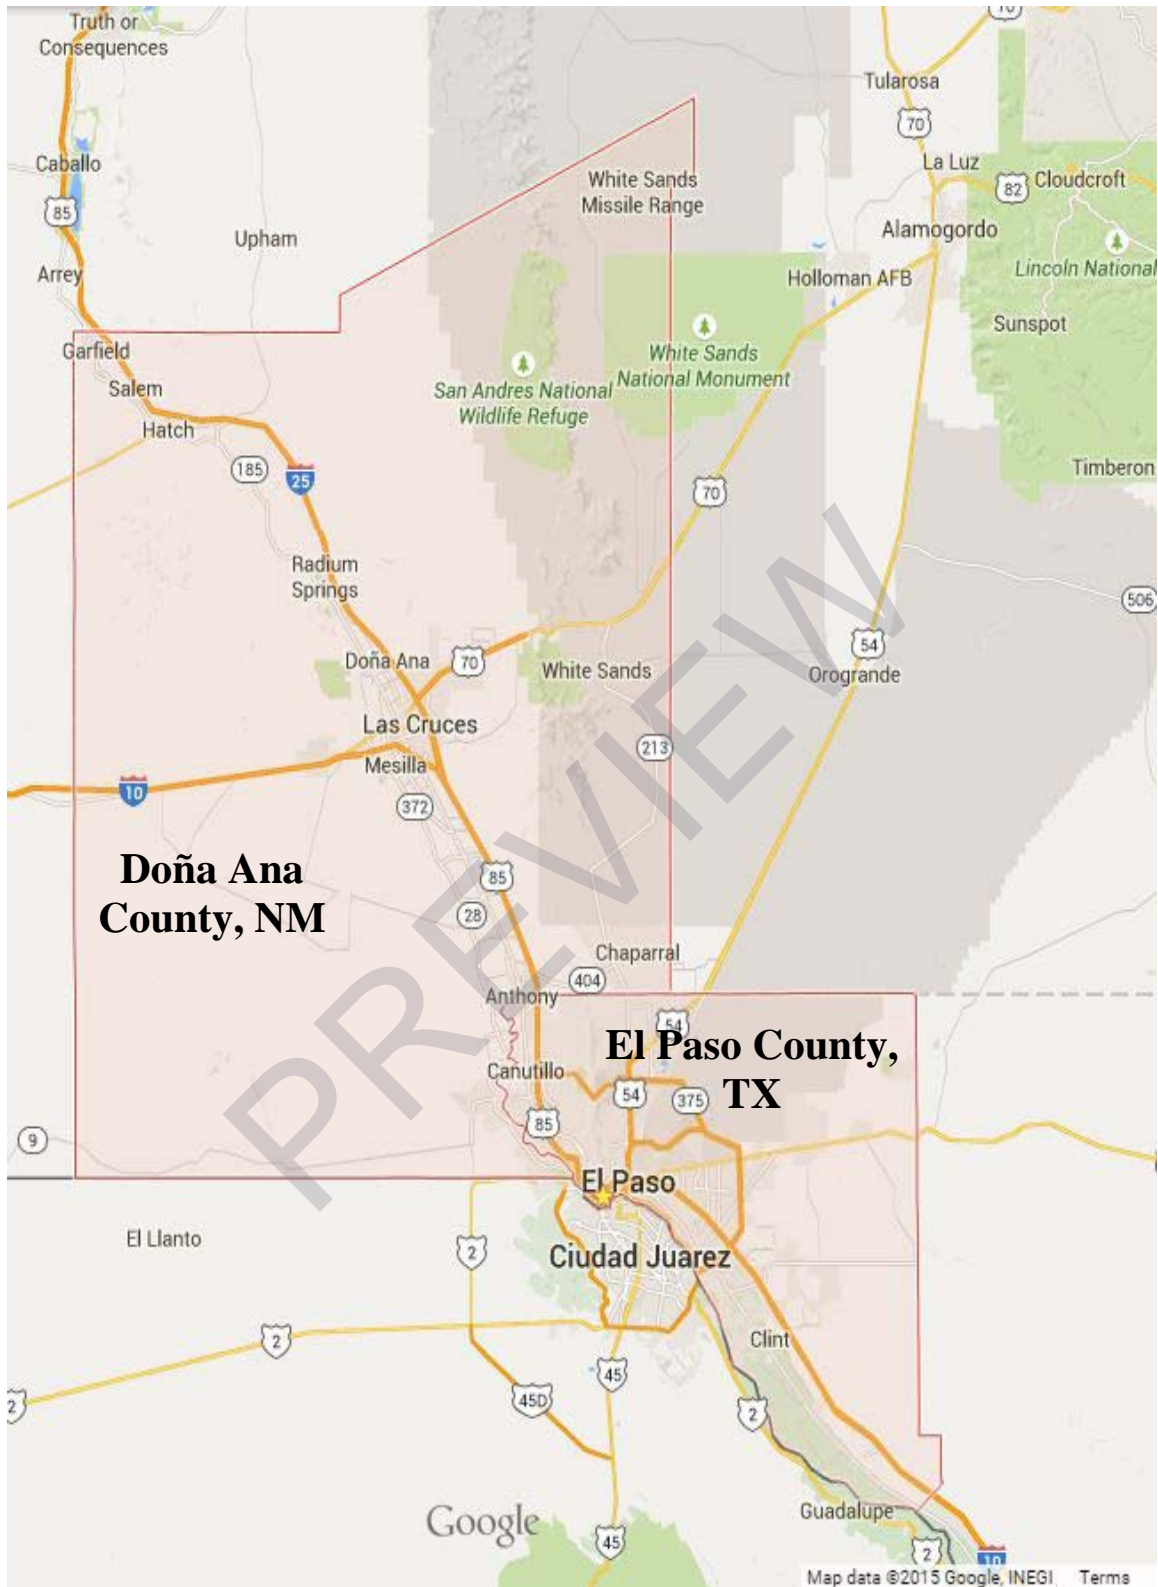 Truth or
Consequences
10
Tularosa
70
Caballo
La Luz
White Sands
Missile Range
82
Cloudcroft
85
Upham
Alamogordo
Arrey
Holloman AFB
Lincoln National
Sunspot
Garfield
White Sands
National Monument
Salem
San Andres National
Wildlife Refuge
Hatch
185
25
Timberon
70
Radium
Springs
506
54
Doña Ana
70
White Sands
Orogrande
Las Cruces
213
Mesilla
10
372
Doña Ana
County, NM
85
28
Chaparral
404
Anthony
54
El Paso County,
TX
Canutillo
54
375
85
9
El Paso
El Llanto
2
Ciudad Juarez
2
Clint
45
45D
2
2
Google
Guadalupe
45
2
10
Map data ©2015 Google, INEGI
Terms
PREVIEW